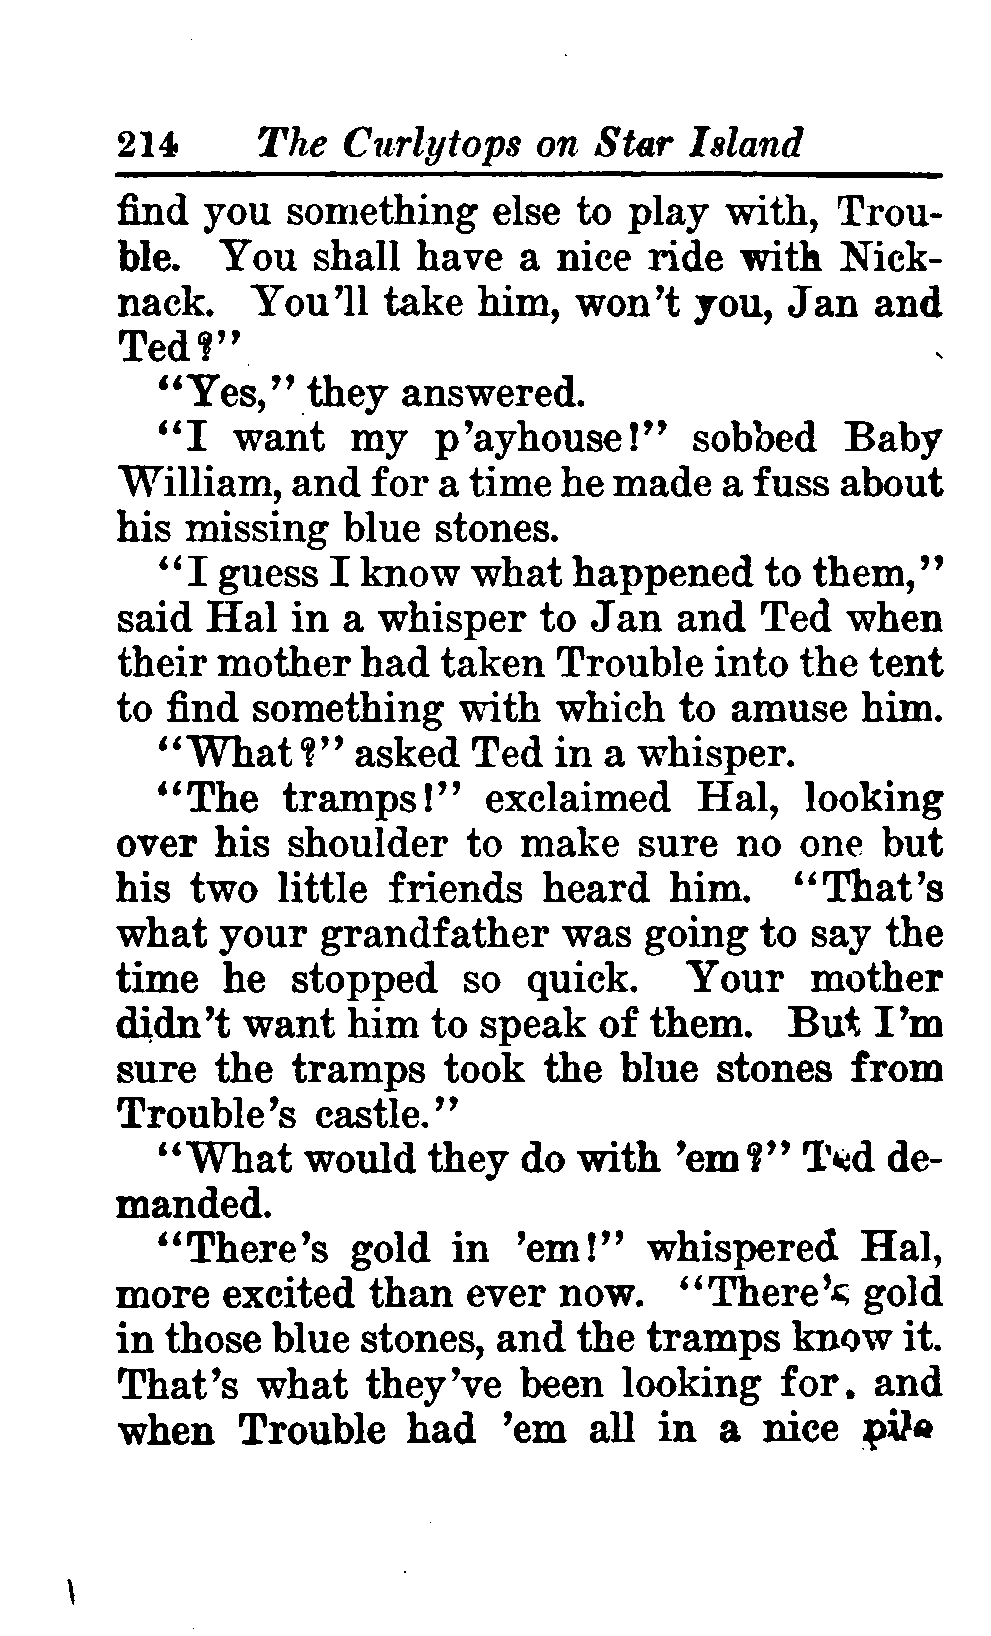 214 The Curlytops on Star Island
find you something else to play with, Trou-
ble. You shall have a nice ride with Nick-
nack. You'll take him, won't you, Jan and
Ted?"
"Yes," they answered.
"I want my p'ayhouse!" sobbed Baby
William, and for a time he made a fuss about
his missing blue stones.
"I guess I know what happened to them,"
said Hal in a whisper to Jan and Ted when
their mother had taken Trouble into the tent
to find something with which to amuse him.
"What?" asked Ted in a whisper.
"The tramps!" exclaimed Hal, looking
over his shoulder to make sure no one but
his two little friends heard him. "That's
what your grandfather was going to say the
time he stopped so quick. Your mother
didn't want him to speak of them. But I'm
sure the tramps took the blue stones from
Trouble's castle."
"What would they do with 'em?" Ted de-
manded.
"There's gold in 'em!" whispered Hal,
more excited than ever now. "There's gold
in those blue stones, and the tramps know it.
That's what they've been looking for. and
when Trouble had 'em all in a nice pile